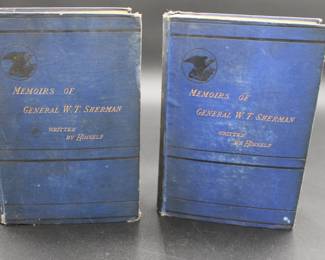 MEMOIRS OF
GENERAL W. T. SHERMAN
WRITTEN
BY HIMSELF
MEMOIRS OF
GENERAL W. T. SHERMAN
WRITTEN
BY HIMSELF